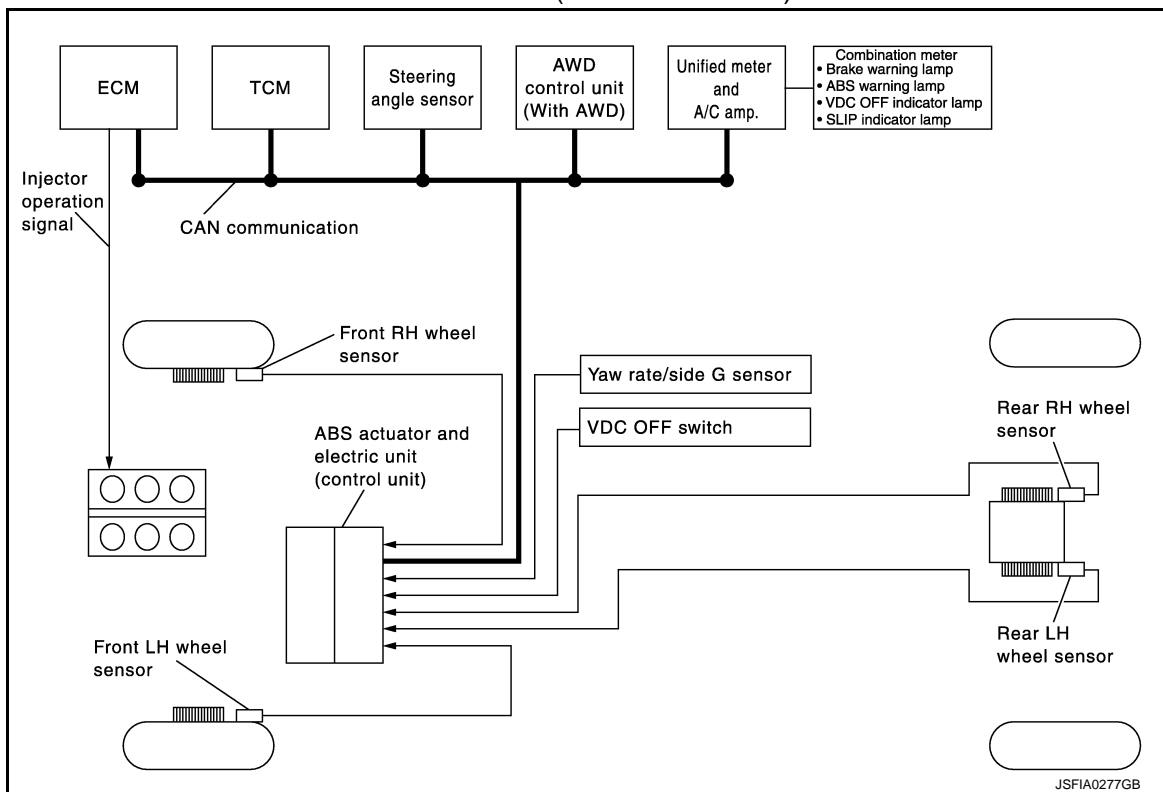 ECM
TCM
Steering
angle sensor
AWD
control unit
(With AWD)
Unified meter
and
A/C amp.
Combination meter
• Brake warning lamp
• ABS warning lamp
• VDC OFF indicator lamp
• SLIP indicator lamp
Injector
operation
signal
CAN communication
Front RH wheel
sensor
Yaw rate/side G sensor
VDC OFF switch
Rear RH wheel
sensor
ABS actuator and
electric unit
(control unit)
Front LH wheel
sensor
Rear LH
wheel sensor
JSFIA0277GB